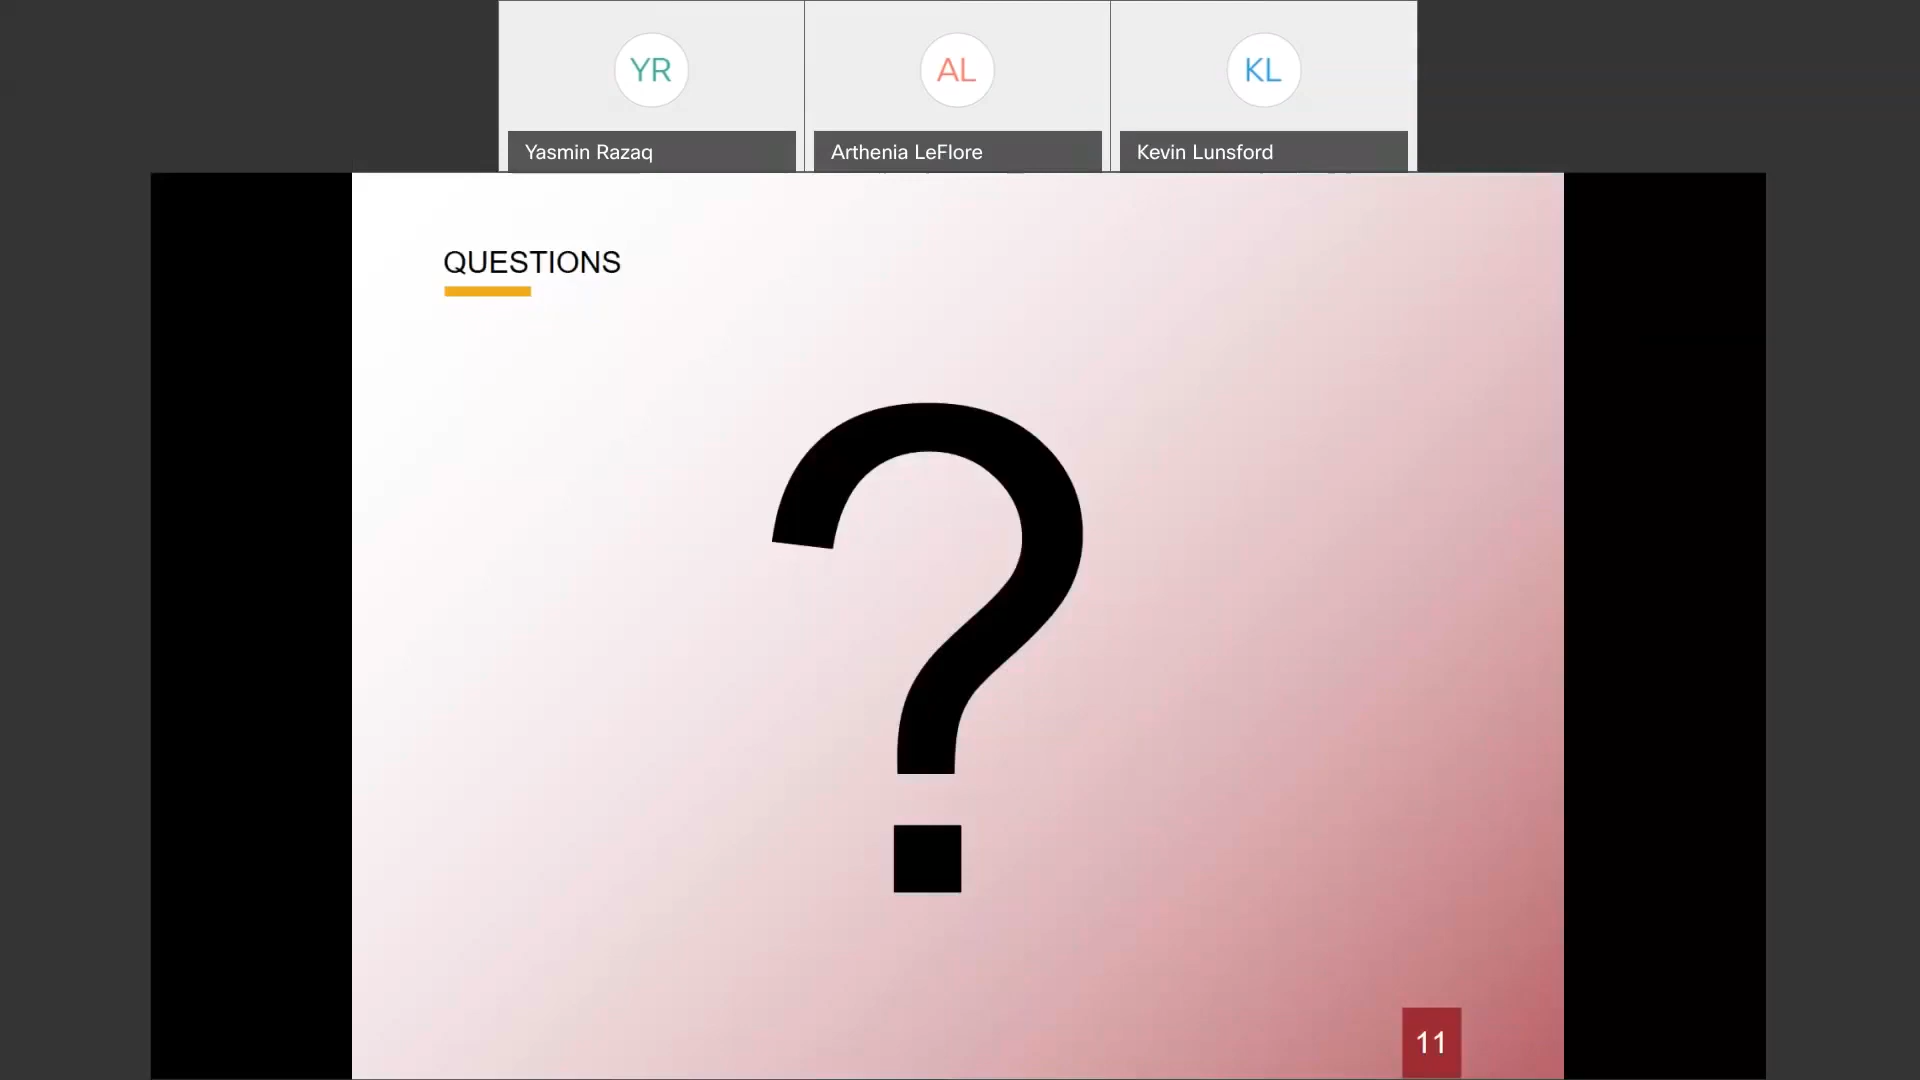 YR
AL
KL
Yasmin Razaq
Arthenia LeFlore
Kevin Lunsford
QUESTIONS
?
11